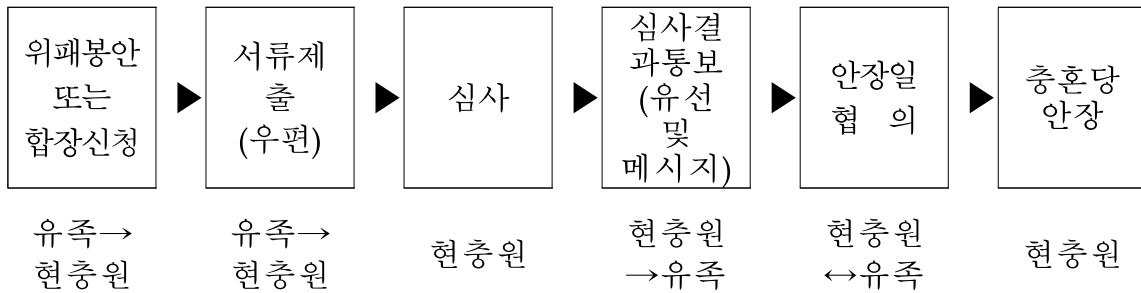 위패봉안
또는
합장신청
서류제
출
(우편)
심사
심사결
과통보
(유선
및
메시지)
안장일
협 의
충혼당
안장
유족→
현충원
유족→
현충원
현충원
현충원
→유족
현충원
↔유족
현충원